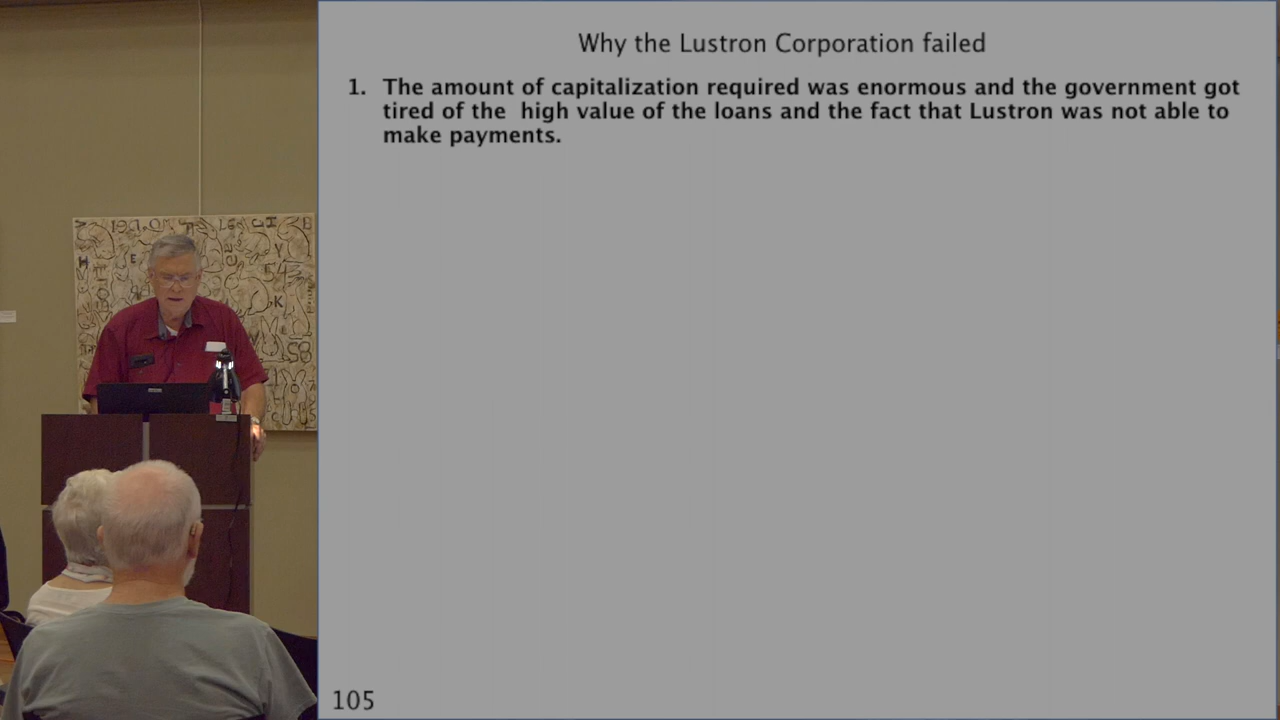 Why the Lustron Corporation failed
1. The amount of capitalization required was enormous and the government got
tired of the  high value of the loans and the fact that Lustron was not able to
make payments.
105